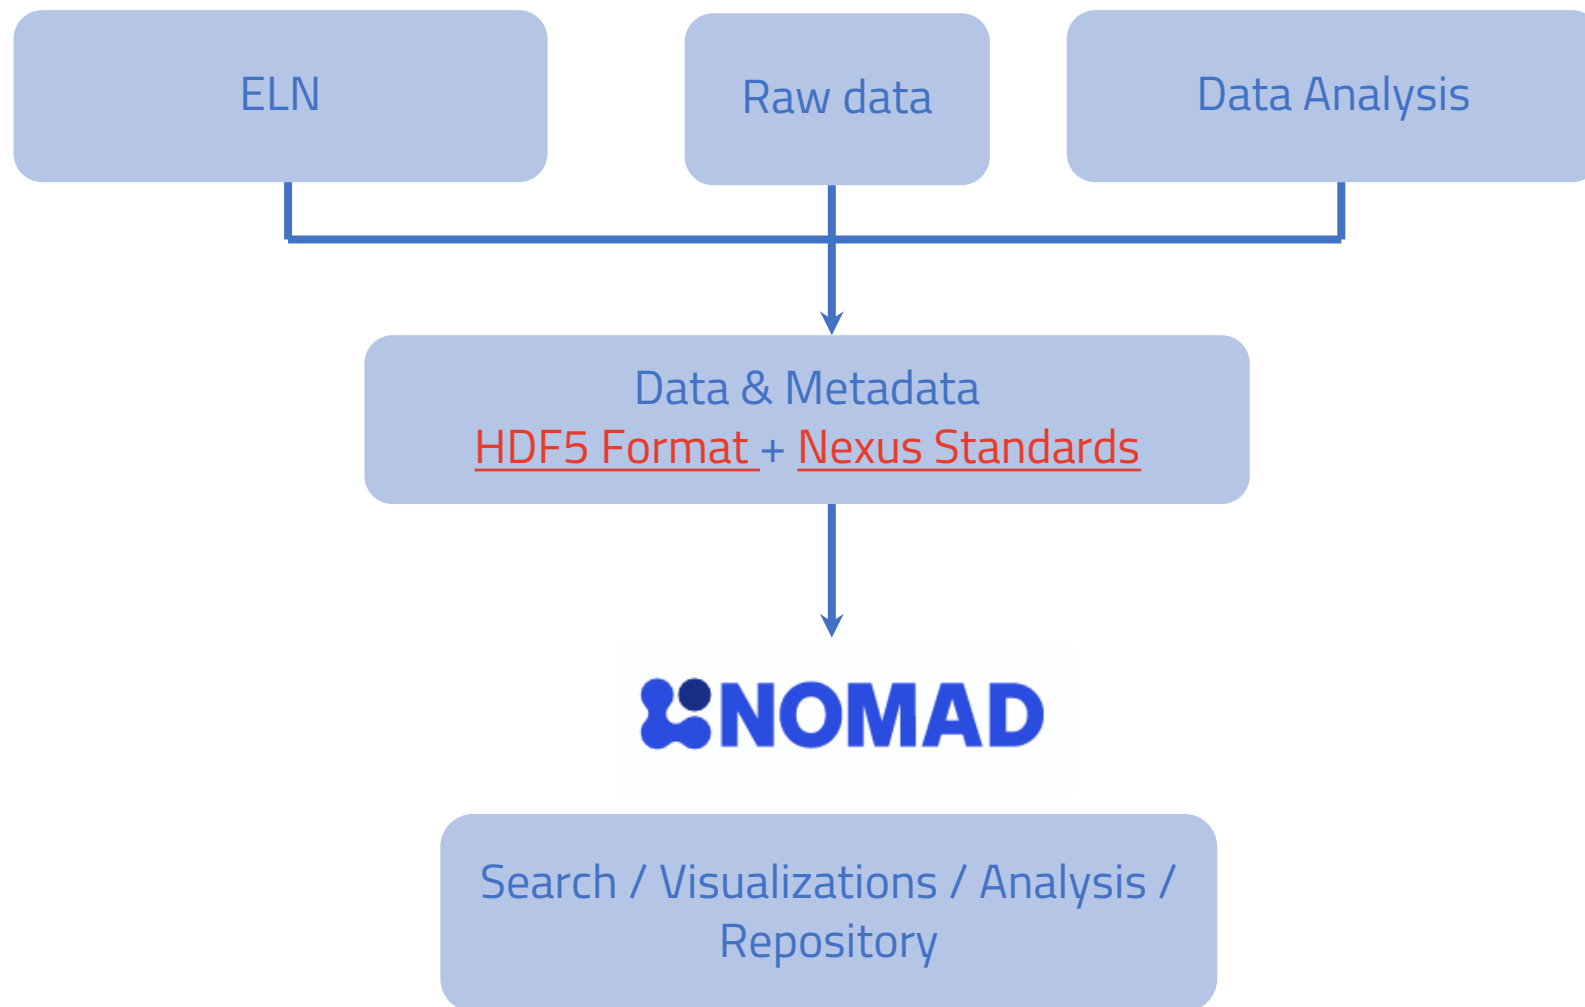 ELN
Raw data
Data Analysis
Data & Metadata
HDF5 Format + Nexus Standards
NOMAD
Search / Visualizations / Analysis /
Repository